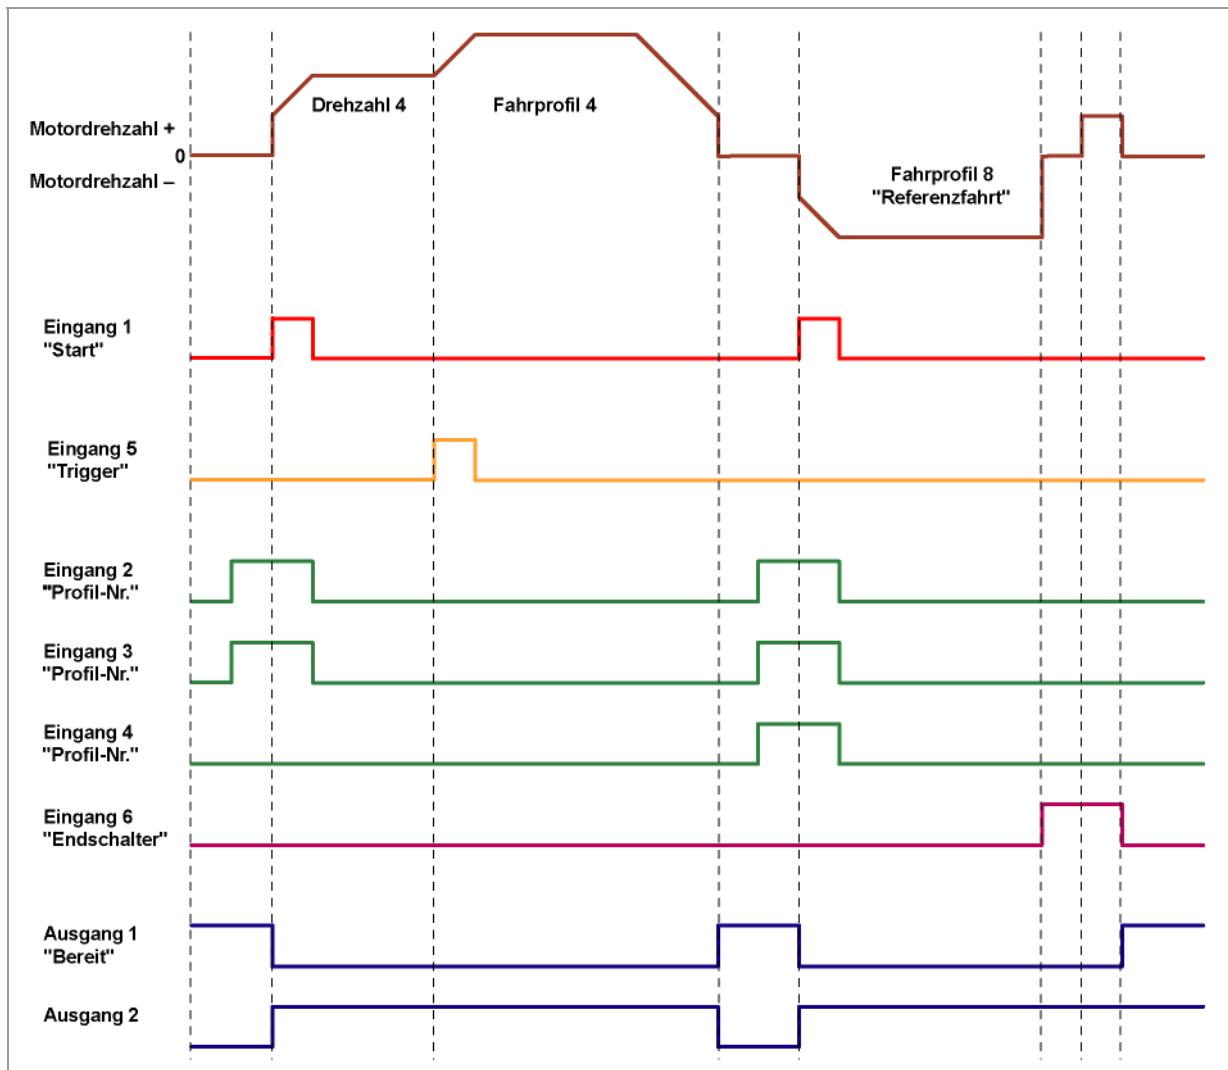 Drehzahl 4
Fahrprofil 4
Motordrehzahl +
0
Motordrehzahl –
Fahrprofil 8
"Referenzfahrt"
Eingang 1
"Start"
Eingang 5
"Trigger"
Eingang 2
"Profil-Nr."
Eingang 3
"Profil-Nr."
Eingang 4
"Profil-Nr."
Eingang 6
"Endschalter"
Ausgang 1
"Bereit"
Ausgang 2